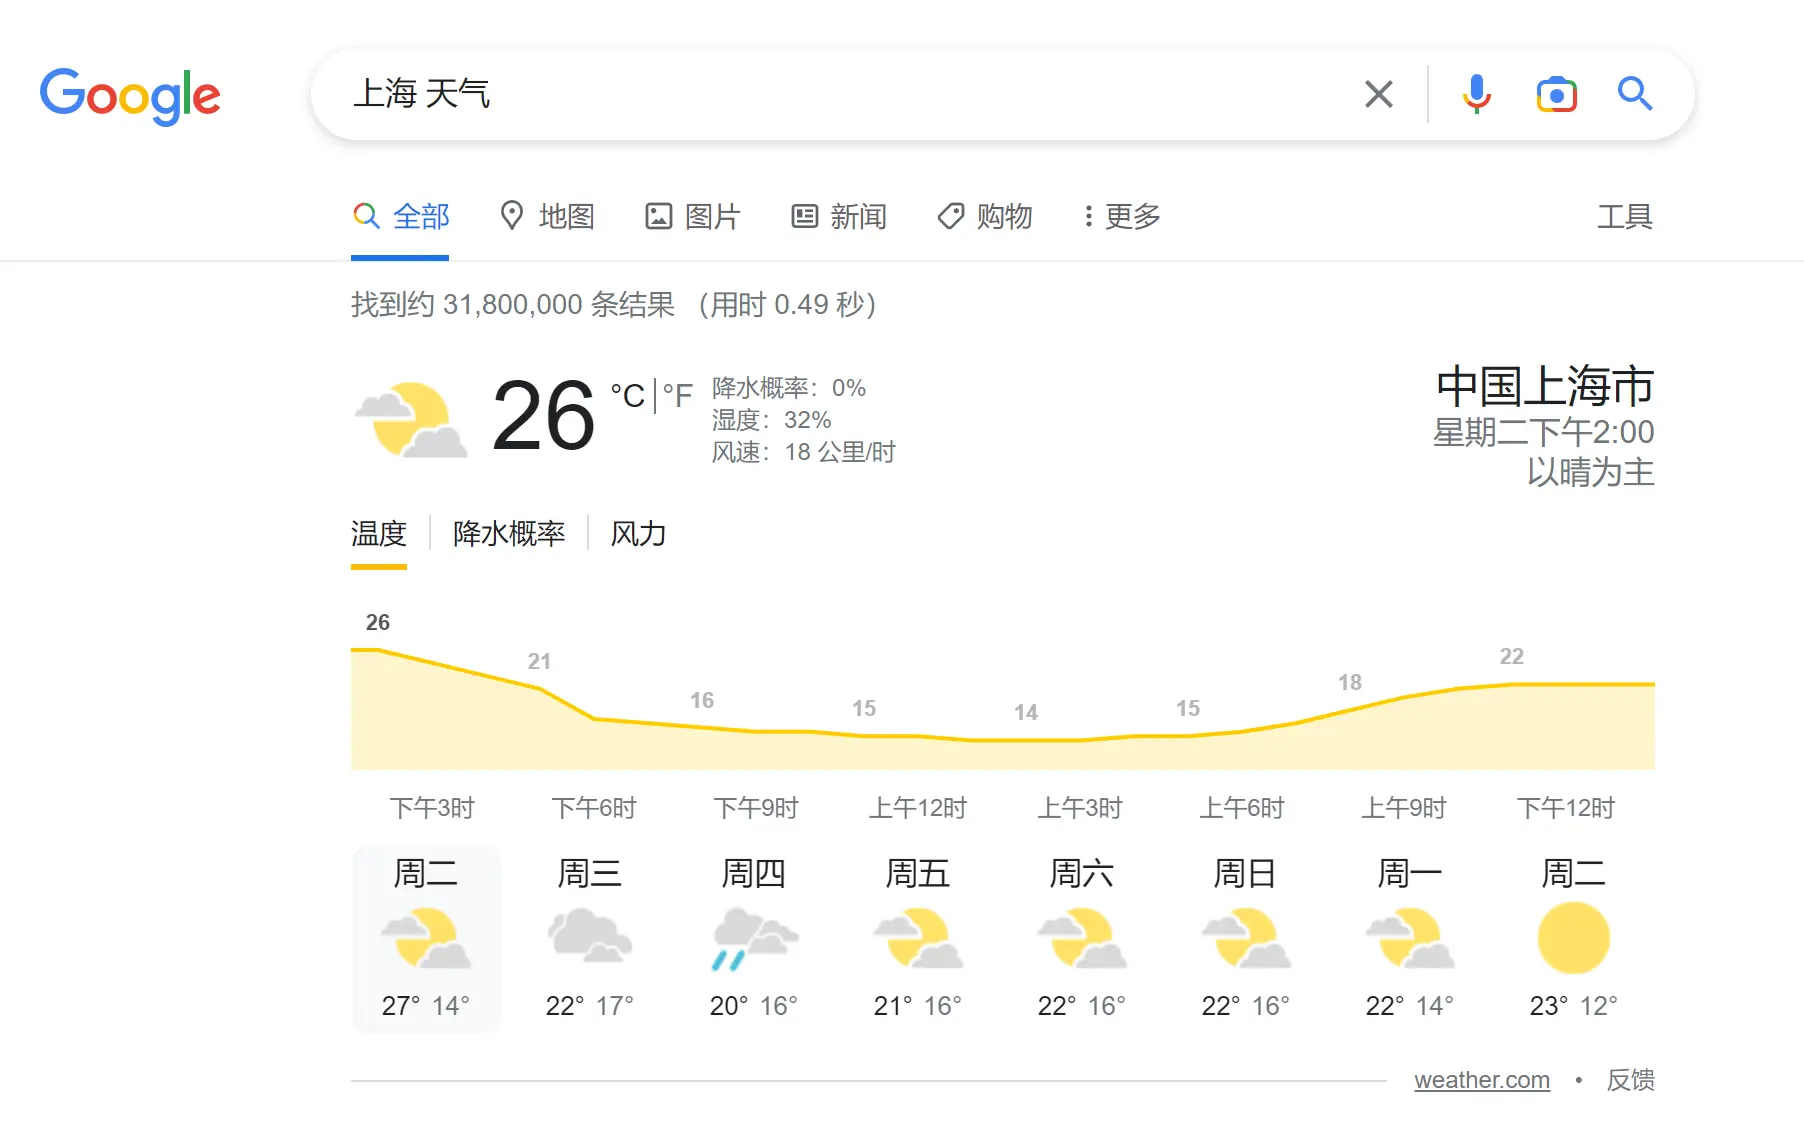 Google
上海 天气
全部 地图 图片 新闻 购物 更多 工具
找到约 31,800,000 条结果 （用时 0.49 秒）
26 °C | °F
降水概率：0%
湿度：32%
风速：18 公里/时
中国上海市
星期二下午2:00
以晴为主
温度 降水概率 风力
26 21 16 15 14 15 18 22
下午3时 下午6时 下午9时 上午12时 上午3时 上午6时 上午9时 下午12时
周二 周三 周四 周五 周六 周日 周一 周二
27° 14° 22° 17° 20° 16° 21° 16° 22° 16° 22° 16° 22° 14° 23° 12°
weather.com • 反馈